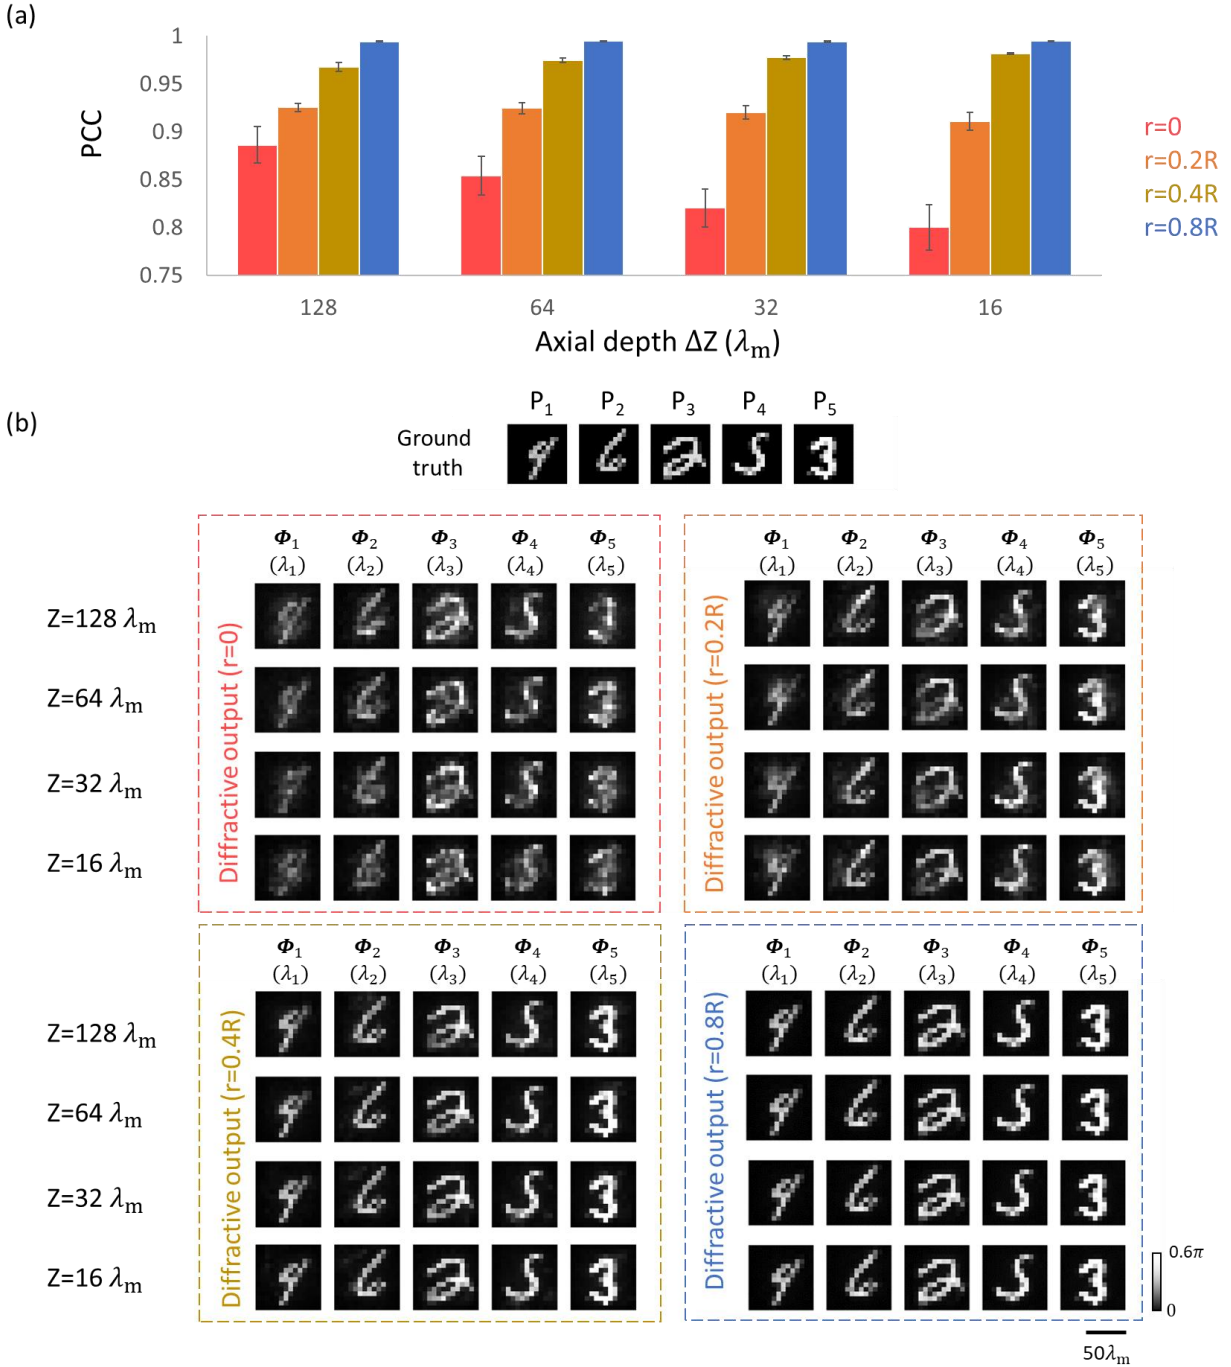 (a)
1
0.95
0.9
0.85
0.8
0.75
PCC
128
64
32
16
Axial depth ΔZ (λm)
r=0
r=0.2R
r=0.4R
r=0.8R
(b)
P1 P2 P3 P4 P5
Ground
truth
Φ1 Φ2 Φ3 Φ4 Φ5
(λ1) (λ2) (λ3) (λ4) (λ5)
Φ1 Φ2 Φ3 Φ4 Φ5
(λ1) (λ2) (λ3) (λ4) (λ5)
Z=128 λm
Z=64 λm
Z=32 λm
Z=16 λm
Diffractive output (r=0)
Diffractive output (r=0.2R)
Φ1 Φ2 Φ3 Φ4 Φ5
(λ1) (λ2) (λ3) (λ4) (λ5)
Φ1 Φ2 Φ3 Φ4 Φ5
(λ1) (λ2) (λ3) (λ4) (λ5)
Z=128 λm
Z=64 λm
Z=32 λm
Z=16 λm
Diffractive output (r=0.4R)
Diffractive output (r=0.8R)
0.6π
0
50λm